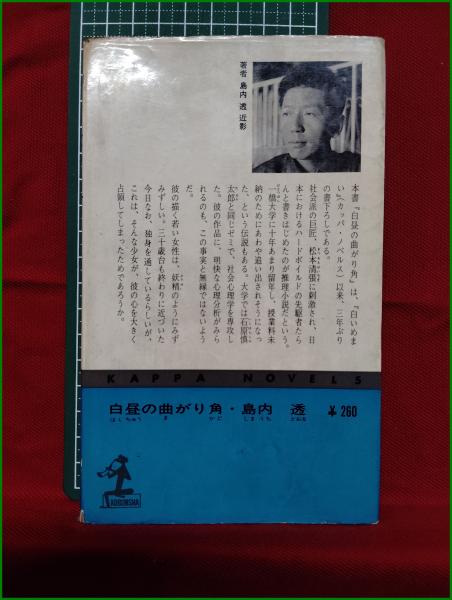 著者 島内 透 近影
本書『白昼の曲がり角』は、『白いめま
い』（カッパ・ノベルス）以来、三年ぶり
の書下ろしである。
社会派の巨匠、松本清張に刺激され、日
本におけるハードボイルドの先駆者たら
んと書きはじめたのが推理小説だという。
一橋大学に十年あまり留年し、授業料未
納のためにあわや追い出されそうになっ
た、という伝説もある。大学では石原慎
太郎と同じゼミで、社会心理学を専攻し
た。彼の作品に、明快な心理分析がみら
れるのも、この事実と無縁ではないよう
だ。
彼の描く若い女性は、妖精のようにみず
みずしい。三十歳台も終わりに近づいた
今日なお、独身を通しているらしいが、
これは、そんな少女が、彼の心を大きく
占領してしまったためであろうか。
KAPPA NOVELS
白昼の曲がり角・島内 透 ¥260
はくちゅう ま かど しまうち とおる
KOBUNSHA